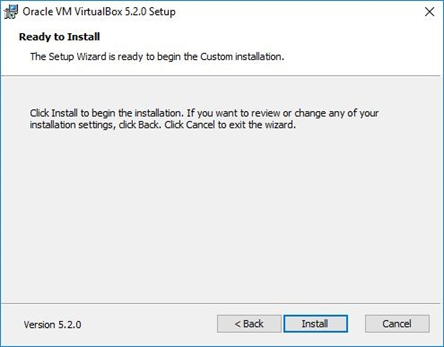 Oracle VM VirtualBox 5.2.0 Setup
Ready to Install
The Setup Wizard is ready to begin the Custom installation.
Click Install to begin the installation. If you want to review or change any of your
installation settings, click Back. Click Cancel to exit the wizard.
Version 5.2.0
< Back
Install
Cancel